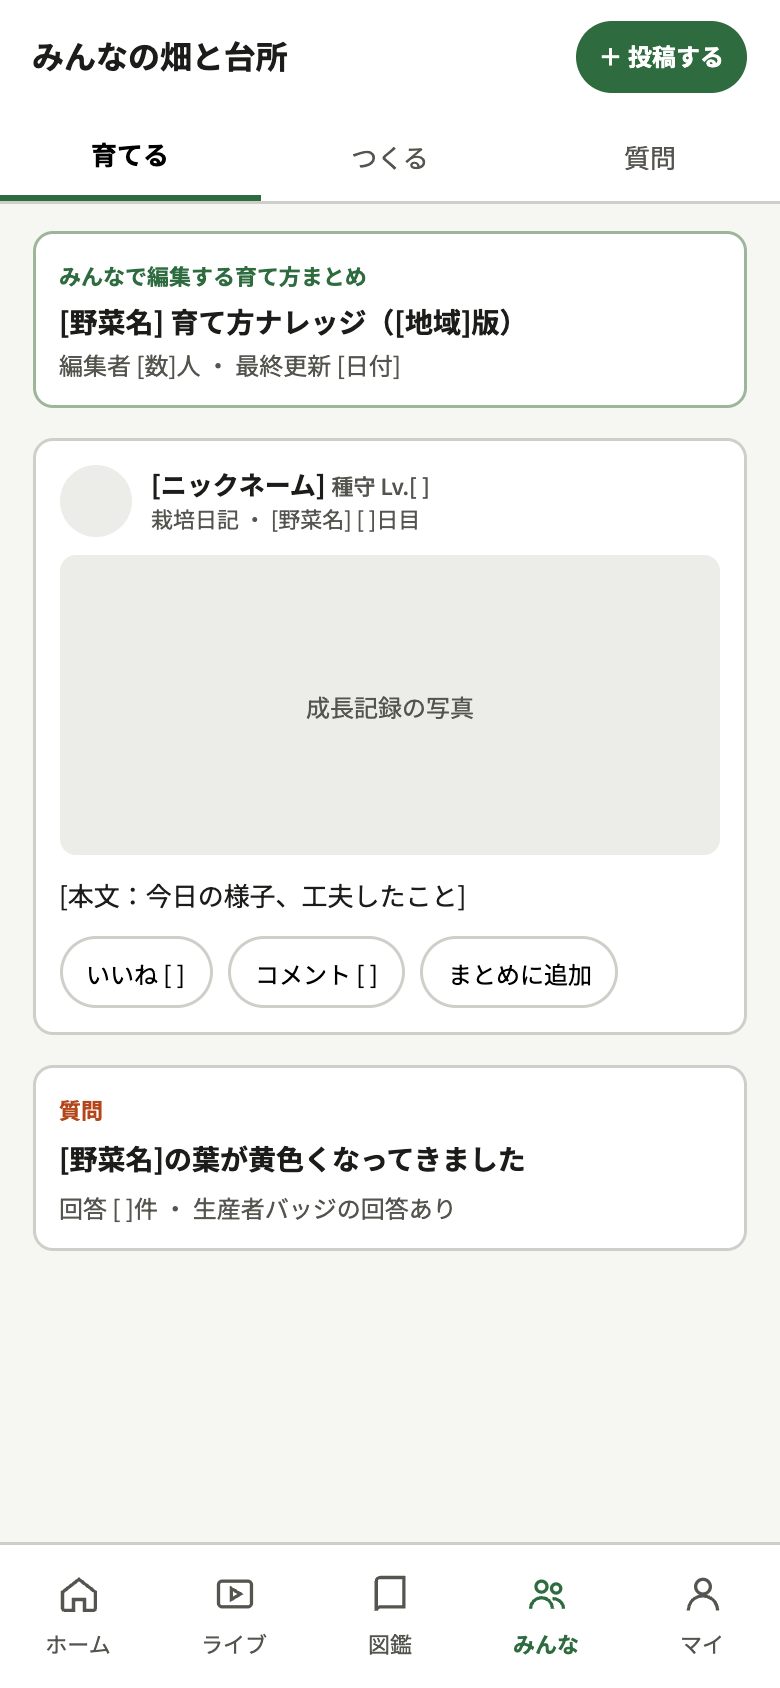 みんなの畑と台所
＋ 投稿する
育てる
つくる
質問
みんなで編集する育て方まとめ
[野菜名] 育て方ナレッジ（[地域]版）
編集者 [数]人 ・ 最終更新 [日付]
[ニックネーム] 種守 Lv.[ ]
栽培日記 ・ [野菜名] [ ]日目
成長記録の写真
[本文：今日の様子、工夫したこと]
いいね [ ]
コメント [ ]
まとめに追加
質問
[野菜名]の葉が黄色くなってきました
回答 [ ]件 ・ 生産者バッジの回答あり
ホーム
ライブ
図鑑
みんな
マイ